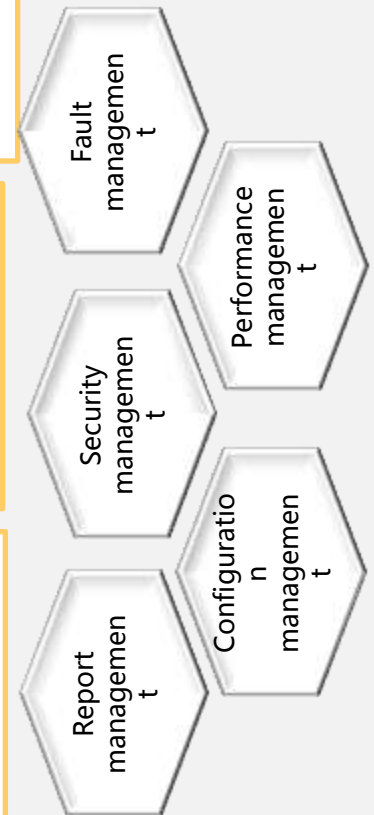 Report
managemen
t
Security
managemen
t
Fault
managemen
t
Configuratio
n
managemen
t
Performance
managemen
t